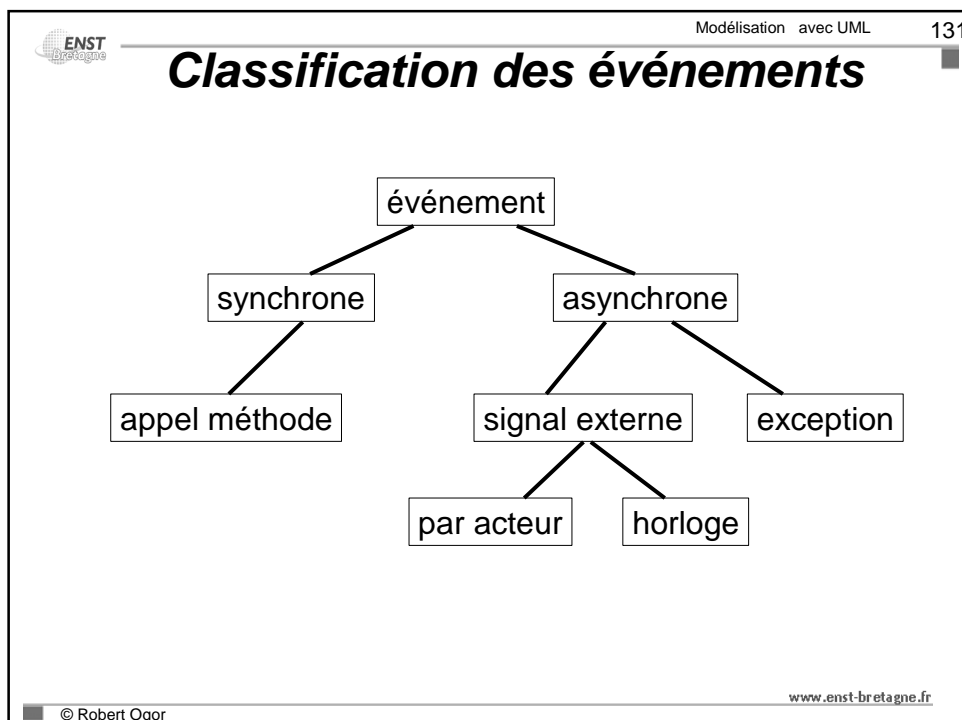 ENST
Bretagne
Modélisation avec UML
131
Classification des événements
événement
synchrone
asynchrone
appel méthode
signal externe
exception
par acteur
horloge
www.enst-bretagne.fr
© Robert Ogor